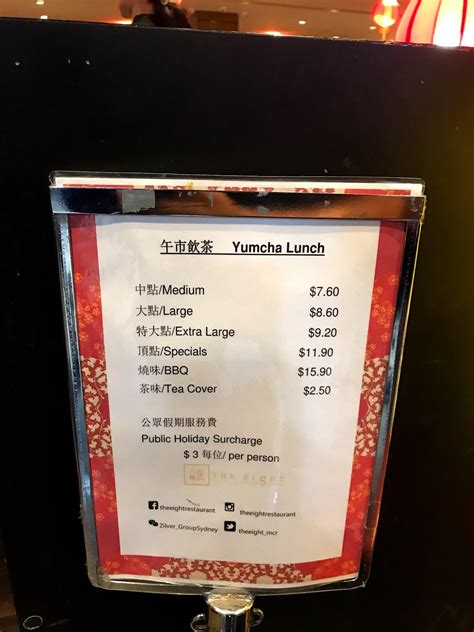 午市飲茶 Yumcha Lunch
中點/Medium $7.60
大點/Large $8.60
特大點/Extra Large $9.20
頂點/Specials $11.90
燒味/BBQ $15.90
茶味/Tea Cover $2.50
公眾假期服務費
Public Holiday Surcharge
$ 3 每位/ per person
THE EIGHT
theeightrestaurant theeightrestaurant
Zilver_GroupSydney theeight_mcr